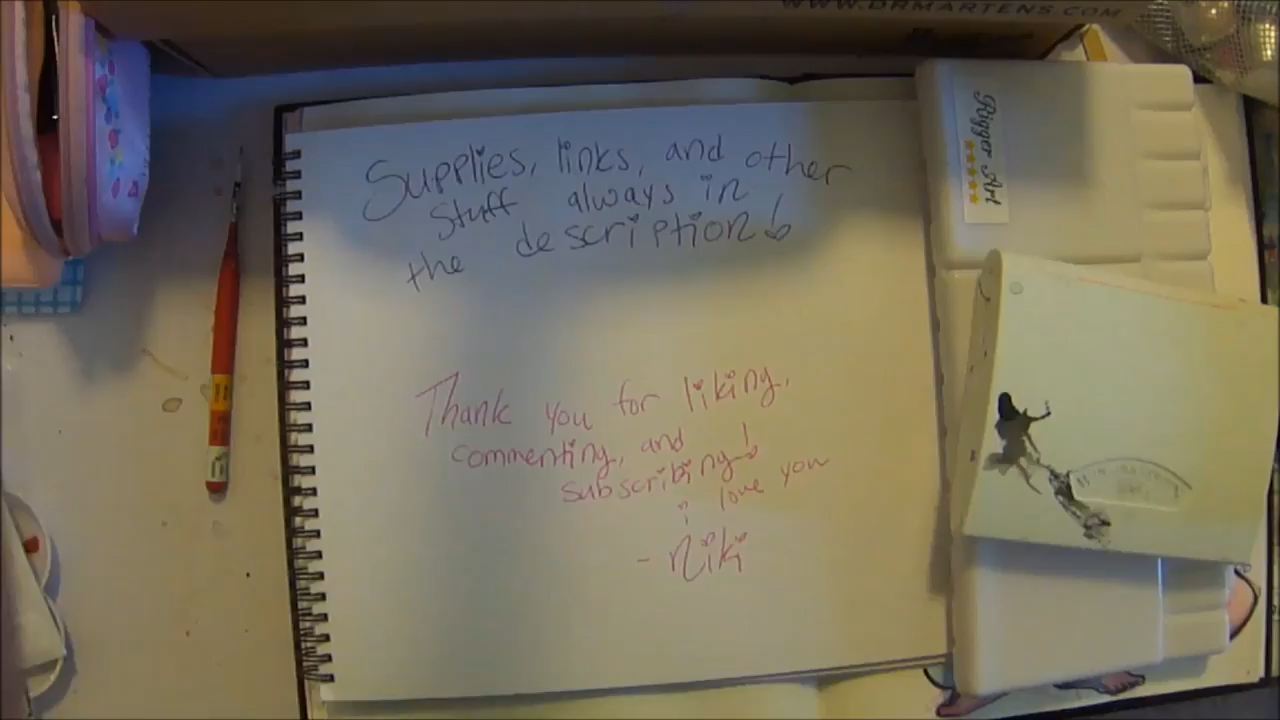 WWW.DRMARTENS.COM
Supplies, links, and other
stuff always in
the description!
Thank you for liking,
commenting, and
subscribing!
i love you
- niki
Rigger Art